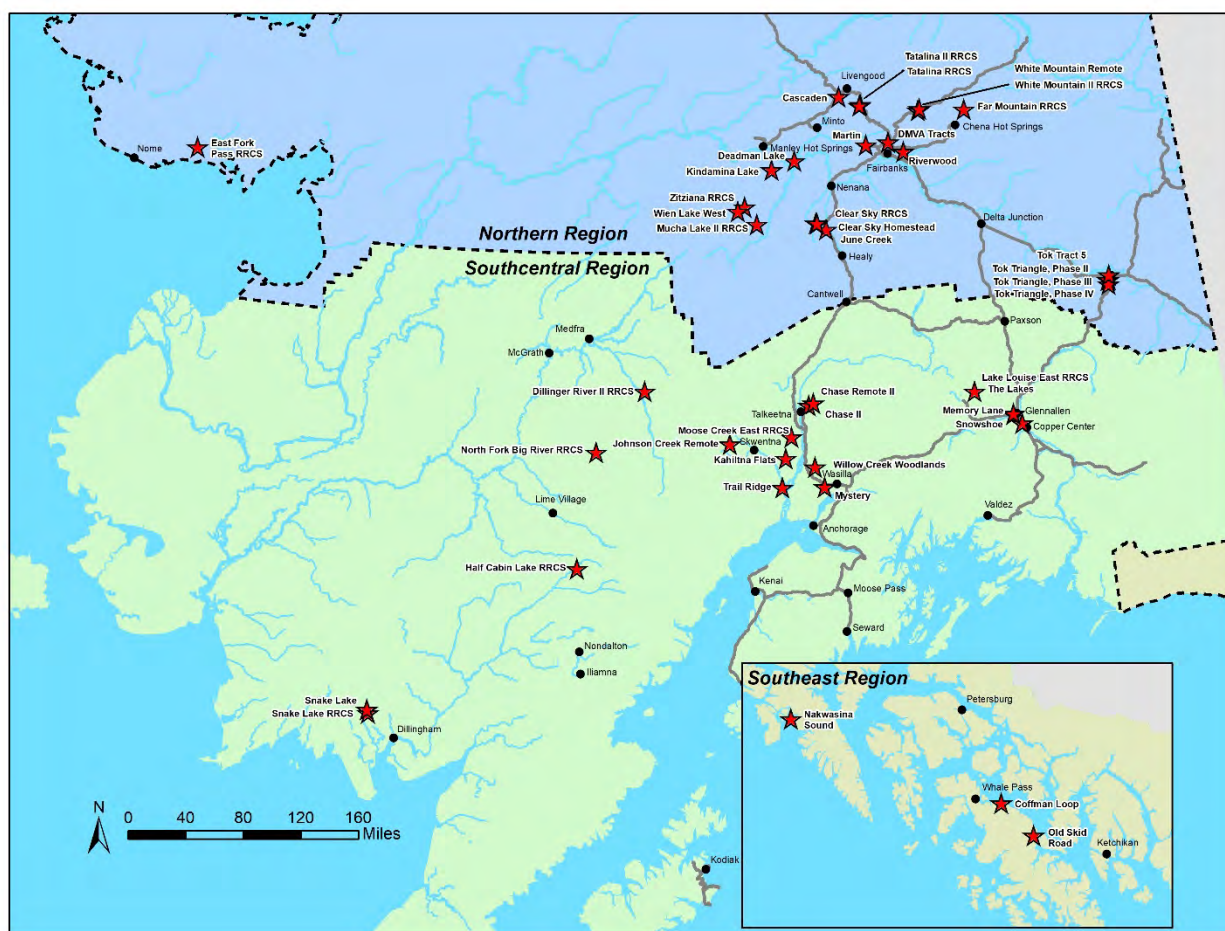 Tatalina II RRCS
Tatalina RRCS
Livengood
White Mountain Remote
White Mountain II RRCS
Cascaden
Far Mountain RRCS
Minto
Chena Hot Springs
East Fork
Pass RRCS
Nome
Martin
DMVA Tracts
Manley Hot Springs
Deadman Lake
Riverwood
Fairbanks
Kindamina Lake
Nenana
Zitziana RRCS
Wien Lake West
Mucha Lake II RRCS
Clear Sky RRCS
Clear Sky Homestead
June Creek
Delta Junction
Northern Region
Southcentral Region
Healy
Tok Tract 5
Tok Triangle, Phase II
Tok Triangle, Phase III
Tok Triangle, Phase IV
Cantwell
Paxson
Medfra
McGrath
Dillinger River II RRCS
Lake Louise East RRCS
The Lakes
Chase Remote II
Talkeetna
Chase II
Memory Lane
Glennallen
Snowshoe
Copper Center
Moose Creek East RRCS
Johnson Creek Remote
Skwentna
North Fork Big River RRCS
Kahiltna Flats
Willow Creek Woodlands
Wasilla
Trail Ridge
Mystery
Lime Village
Valdez
Anchorage
Half Cabin Lake RRCS
Kenai
Moose Pass
Seward
Nondalton
Iliamna
Snake Lake
Snake Lake RRCS
Dillingham
Southeast Region
Petersburg
Nakwasina
Sound
Whale Pass
Coffman Loop
Old Skid
Road
Ketchikan
N
0 40 80 120 160
Miles
Kodiak